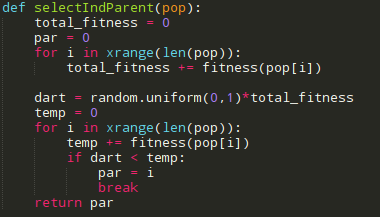 def selectIndParent(pop):
    total_fitness = 0
    par = 0
    for i in xrange(len(pop)):
        total_fitness += fitness(pop[i])

    dart = random.uniform(0,1)*total_fitness
    temp = 0
    for i in xrange(len(pop)):
        temp += fitness(pop[i])
        if dart < temp:
            par = i
            break
    return par